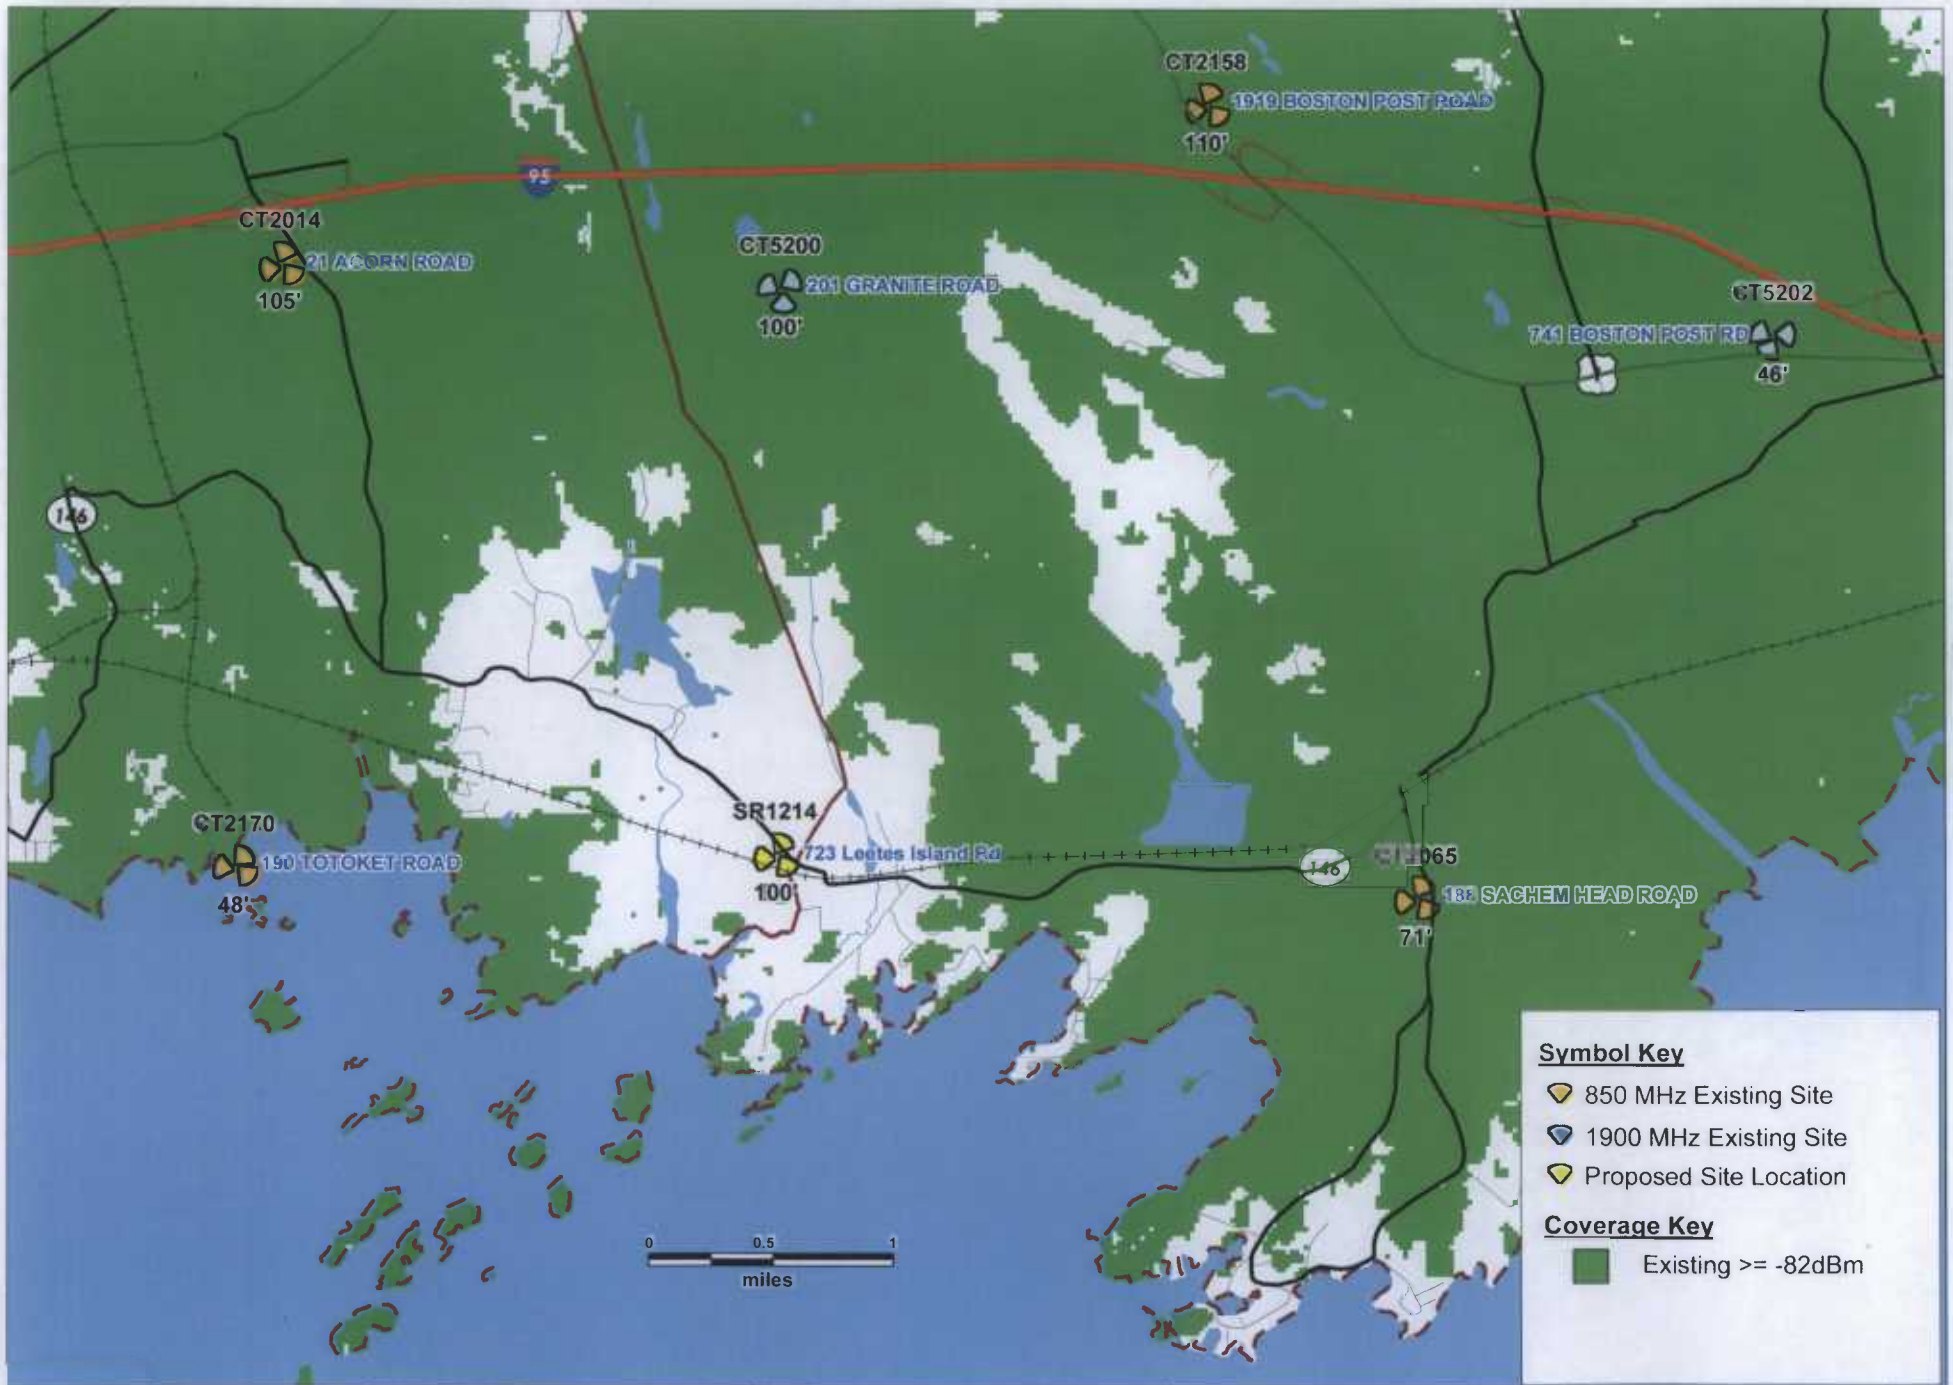 CT2158
1919 BOSTON POST ROAD
110'
95
CT2014
21 ACORN ROAD
105'
CT5200
201 GRANITE ROAD
100'
CT5202
741 BOSTON POST RD
46'
1
146
SR1214
723 Leetes Island Rd
100'
CT2170
190 TOTOKET ROAD
48'
146
065
188 SACHEM HEAD ROAD
71'
0 0.5 1
miles
Symbol Key
850 MHz Existing Site
1900 MHz Existing Site
Proposed Site Location
Coverage Key
Existing >= -82dBm